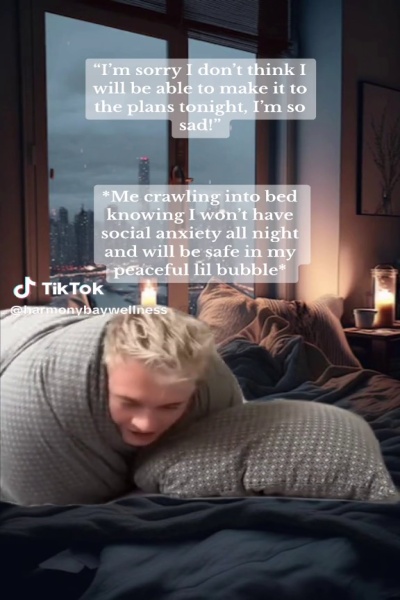 “I’m sorry I don’t think I
will be able to make it to
the plans tonight, I’m so
sad!”
*Me crawling into bed
knowing I won’t have
social anxiety all night
and will be safe in my
peaceful lil bubble*
TikTok
@harmonybaywellness